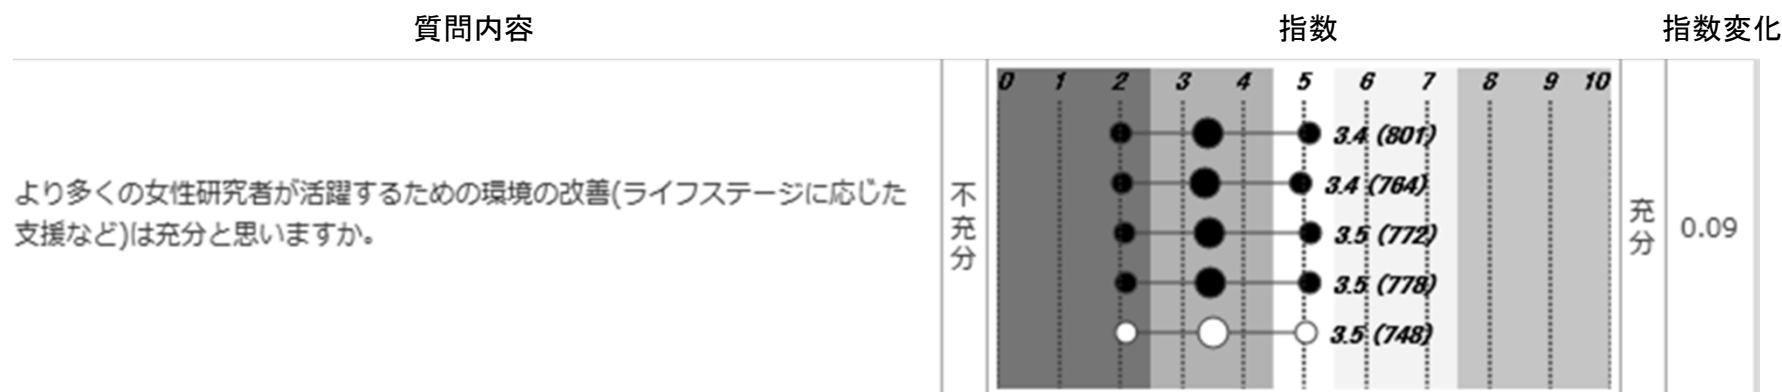 質問内容
指数
指数変化
より多くの女性研究者が活躍するための環境の改善(ライフステージに応じた
支援など)は充分と思いますか。
不充分
0 1 2 3 4 5 6 7 8 9 10
3.4 (801)
3.4 (764)
3.5 (772)
3.5 (778)
3.5 (748)
充分
0.09